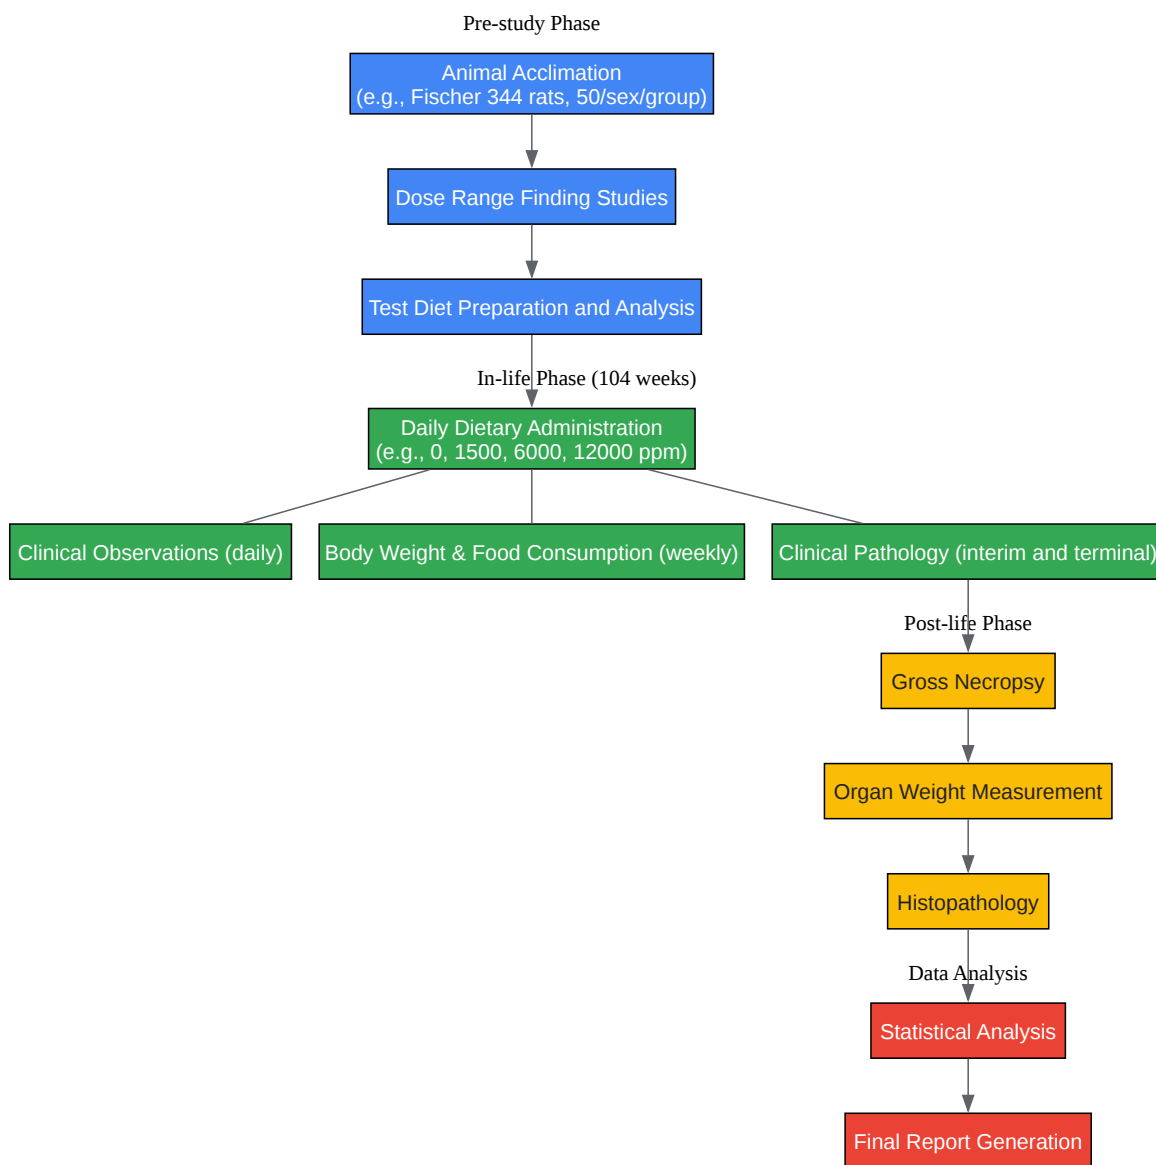 Pre-study Phase
Animal Acclimation
(e.g., Fischer 344 rats, 50/sex/group)
Dose Range Finding Studies
Test Diet Preparation and Analysis
In-life Phase (104 weeks)
Daily Dietary Administration
(e.g., 0, 1500, 6000, 12000 ppm)
Clinical Observations (daily)
Body Weight & Food Consumption (weekly)
Clinical Pathology (interim and terminal)
Post-life Phase
Gross Necropsy
Organ Weight Measurement
Histopathology
Data Analysis
Statistical Analysis
Final Report Generation